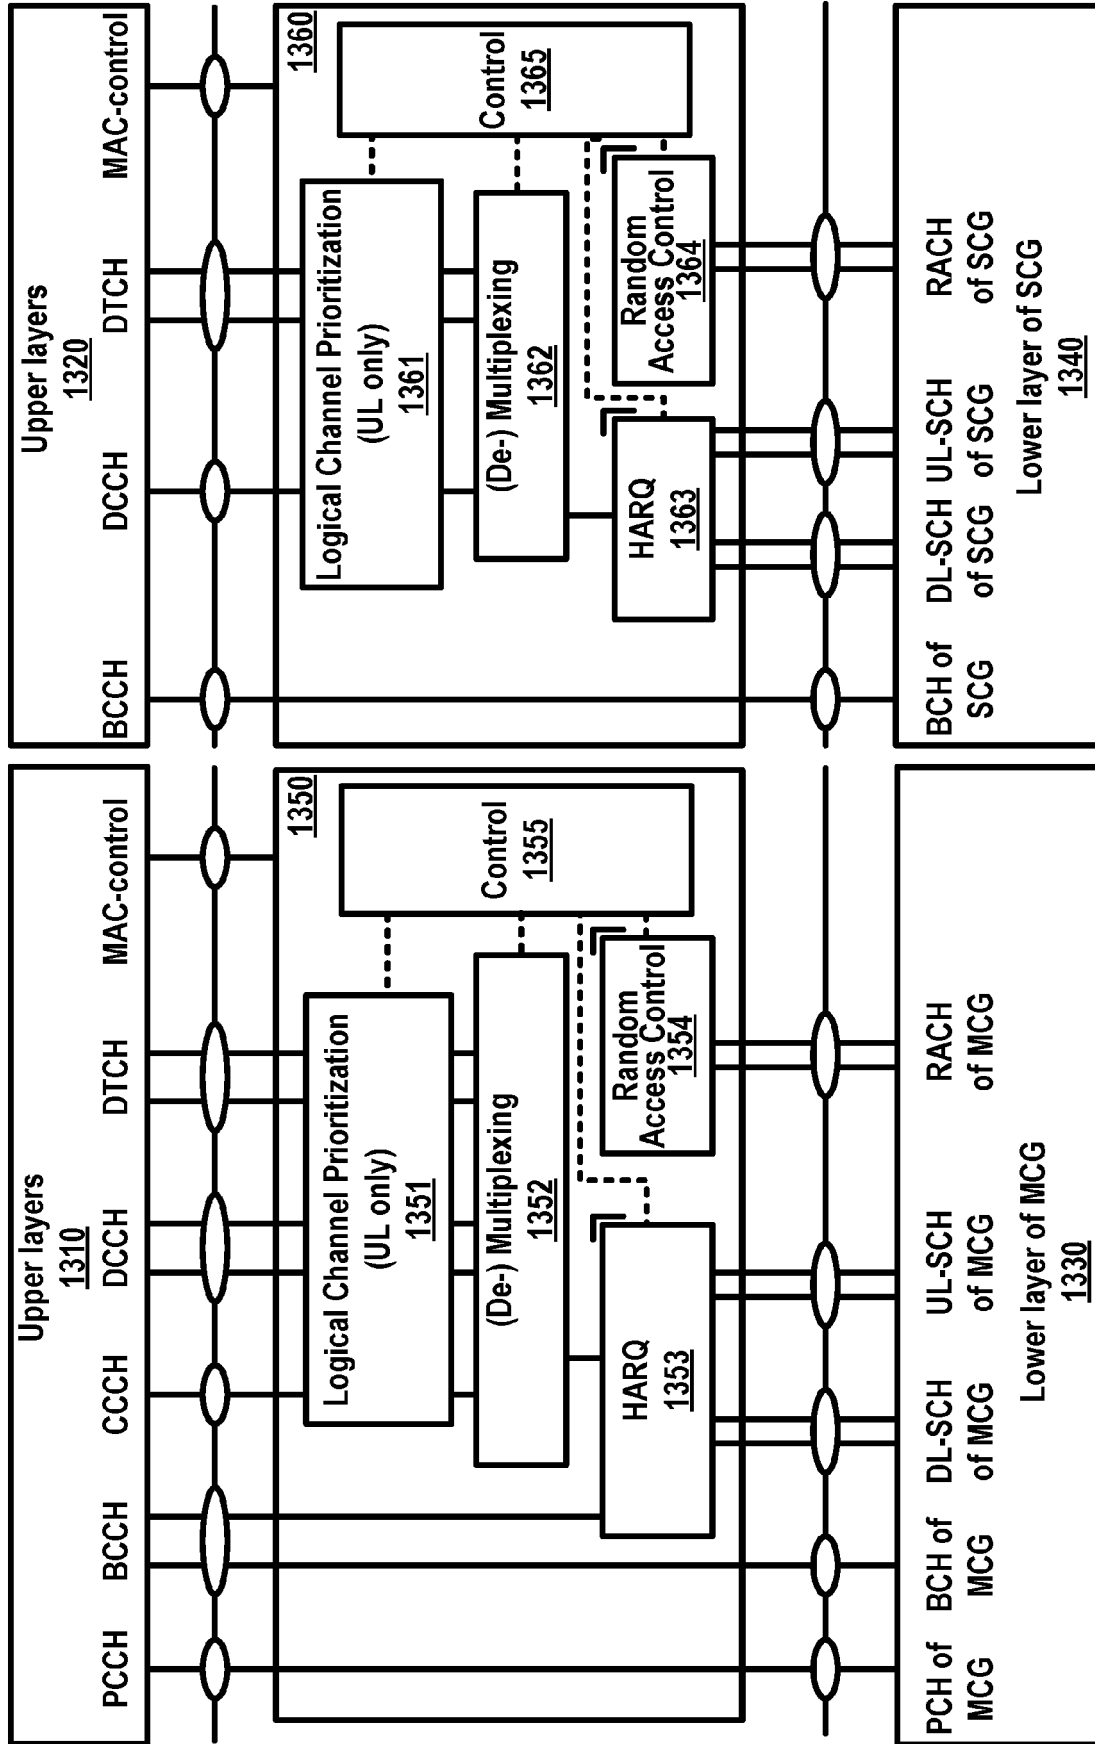 Upper layers
1310
PCCH
BCCH
CCCH
DCCH
DTCH
MAC-control
1350
Logical Channel Prioritization
(UL only)
1351
(De-) Multiplexing
1352
HARQ
1353
Random
Access Control
1354
Control
1355
PCH of
MCG
BCH of
MCG
DL-SCH
of MCG
UL-SCH
of MCG
RACH
of MCG
Lower layer of MCG
1330
Upper layers
1320
BCCH
DCCH
DTCH
MAC-control
1360
Logical Channel Prioritization
(UL only)
1361
(De-) Multiplexing
1362
HARQ
1363
Random
Access Control
1364
Control
1365
BCH of
SCG
DL-SCH
of SCG
UL-SCH
of SCG
RACH
of SCG
Lower layer of SCG
1340